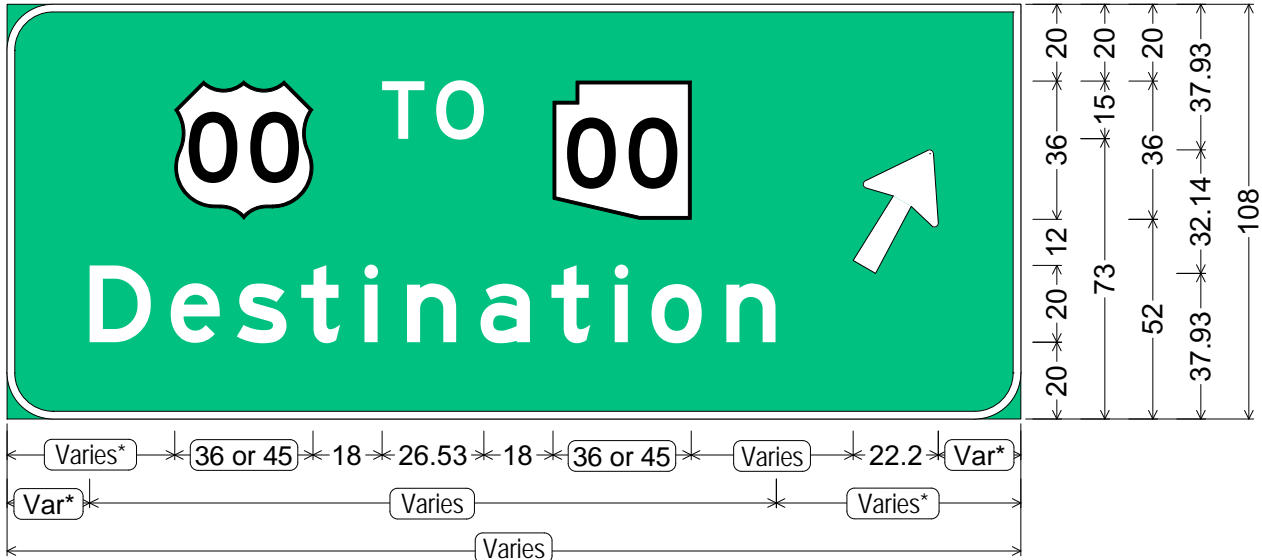 00 TO 00
Destination
20 36 12 20 20
20 15 73
20 36 52
37.93 32.14 37.93
108
Varies* 36 or 45 18 26.53 18 36 or 45 Varies 22.2 Var*
Var* Varies Varies*
Varies